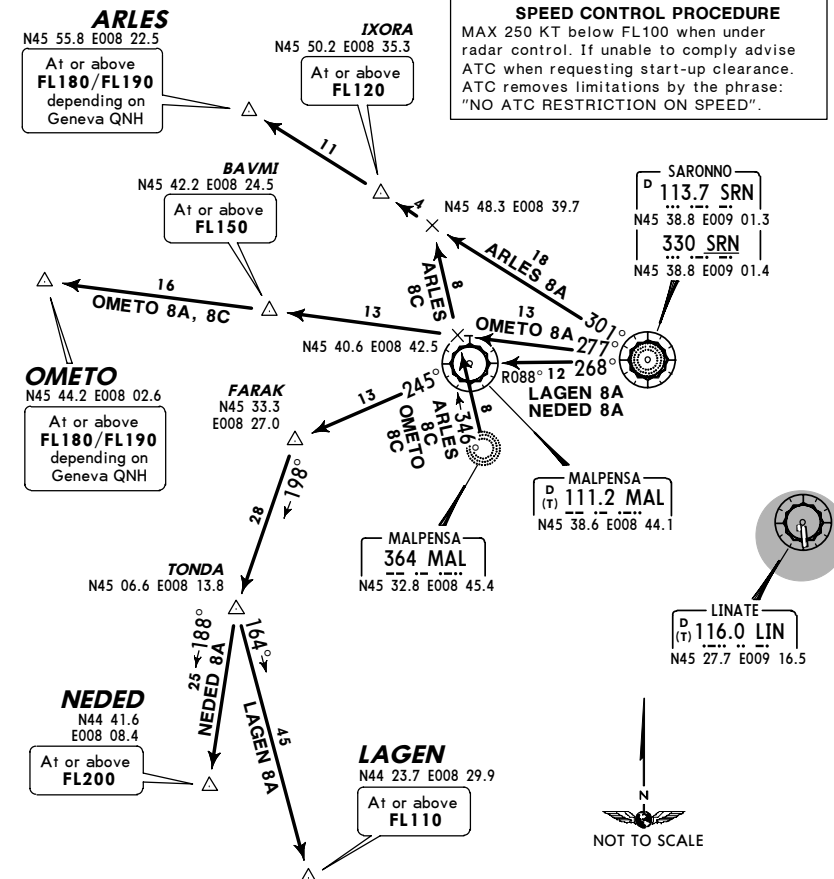 ARLES
N45 55.8 E008 22.5
At or above
FL180/FL190
depending on
Geneva QNH
IXORA
N45 50.2 E008 35.3
At or above
FL120
SPEED CONTROL PROCEDURE
MAX 250 KT below FL100 when under
radar control. If unable to comply advise
ATC when requesting start-up clearance.
ATC removes limitations by the phrase:
"NO ATC RESTRICTION ON SPEED".
11
4
N45 48.3 E008 39.7
BAVMI
N45 42.2 E008 24.5
At or above
FL150
SARONNO
D 113.7 SRN
N45 38.8 E009 01.3
330 SRN
N45 38.8 E009 01.4
18
ARLES 8A
301°
8
ARLES
8C
16
OMETO 8A, 8C
13
13
OMETO 8A
277°
N45 40.6 E008 42.5
T
R088° 12 268°
LAGEN 8A
NEDED 8A
OMETO
N45 44.2 E008 02.6
At or above
FL180/FL190
depending on
Geneva QNH
FARAK
N45 33.3
E008 27.0
13
245°
346°
8
ARLES
8C
OMETO
8C
MALPENSA
D
(T) 111.2 MAL
N45 38.6 E008 44.1
MALPENSA
364 MAL
N45 32.8 E008 45.4
28
198°
TONDA
N45 06.6 E008 13.8
LINATE
D
(T) 116.0 LIN
N45 27.7 E009 16.5
188°
25
NEDED 8A
164°
45
LAGEN 8A
NEDED
N44 41.6
E008 08.4
At or above
FL200
LAGEN
N44 23.7 E008 29.9
At or above
FL110
N
NOT TO SCALE